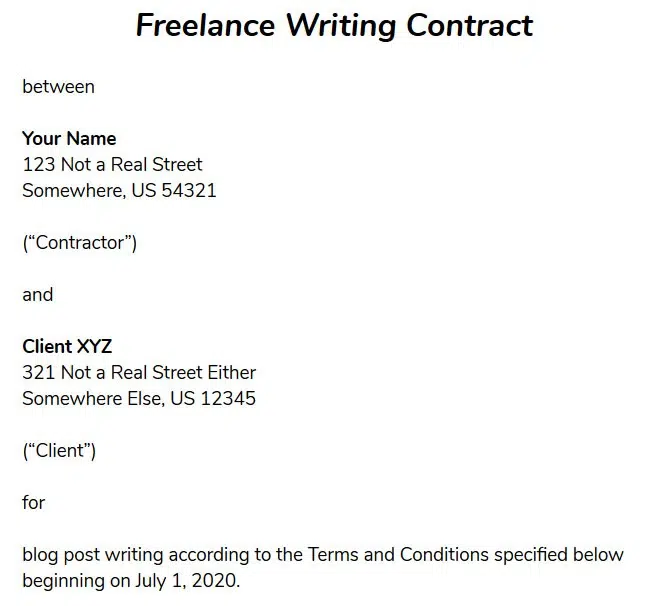 Freelance Writing Contract
between
Your Name
123 Not a Real Street
Somewhere, US 54321
(“Contractor”)
and
Client XYZ
321 Not a Real Street Either
Somewhere Else, US 12345
(“Client”)
for
blog post writing according to the Terms and Conditions specified below
beginning on July 1, 2020.